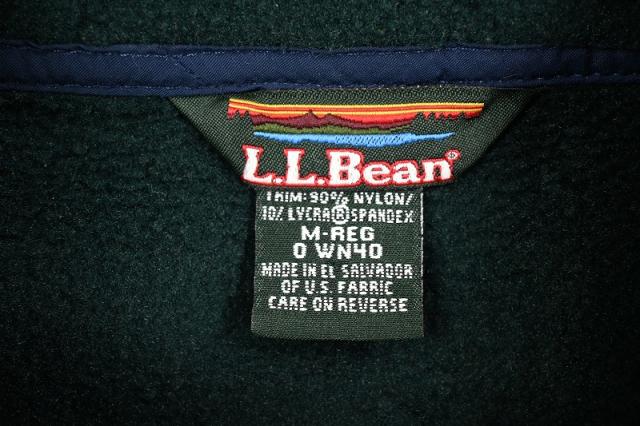 L.L.Bean®
TRIM: 90% NYLON/
10% LYCRA® SPANDEX
M-REG
0 WN40
MADE IN EL SALVADOR
OF U.S. FABRIC
CARE ON REVERSE